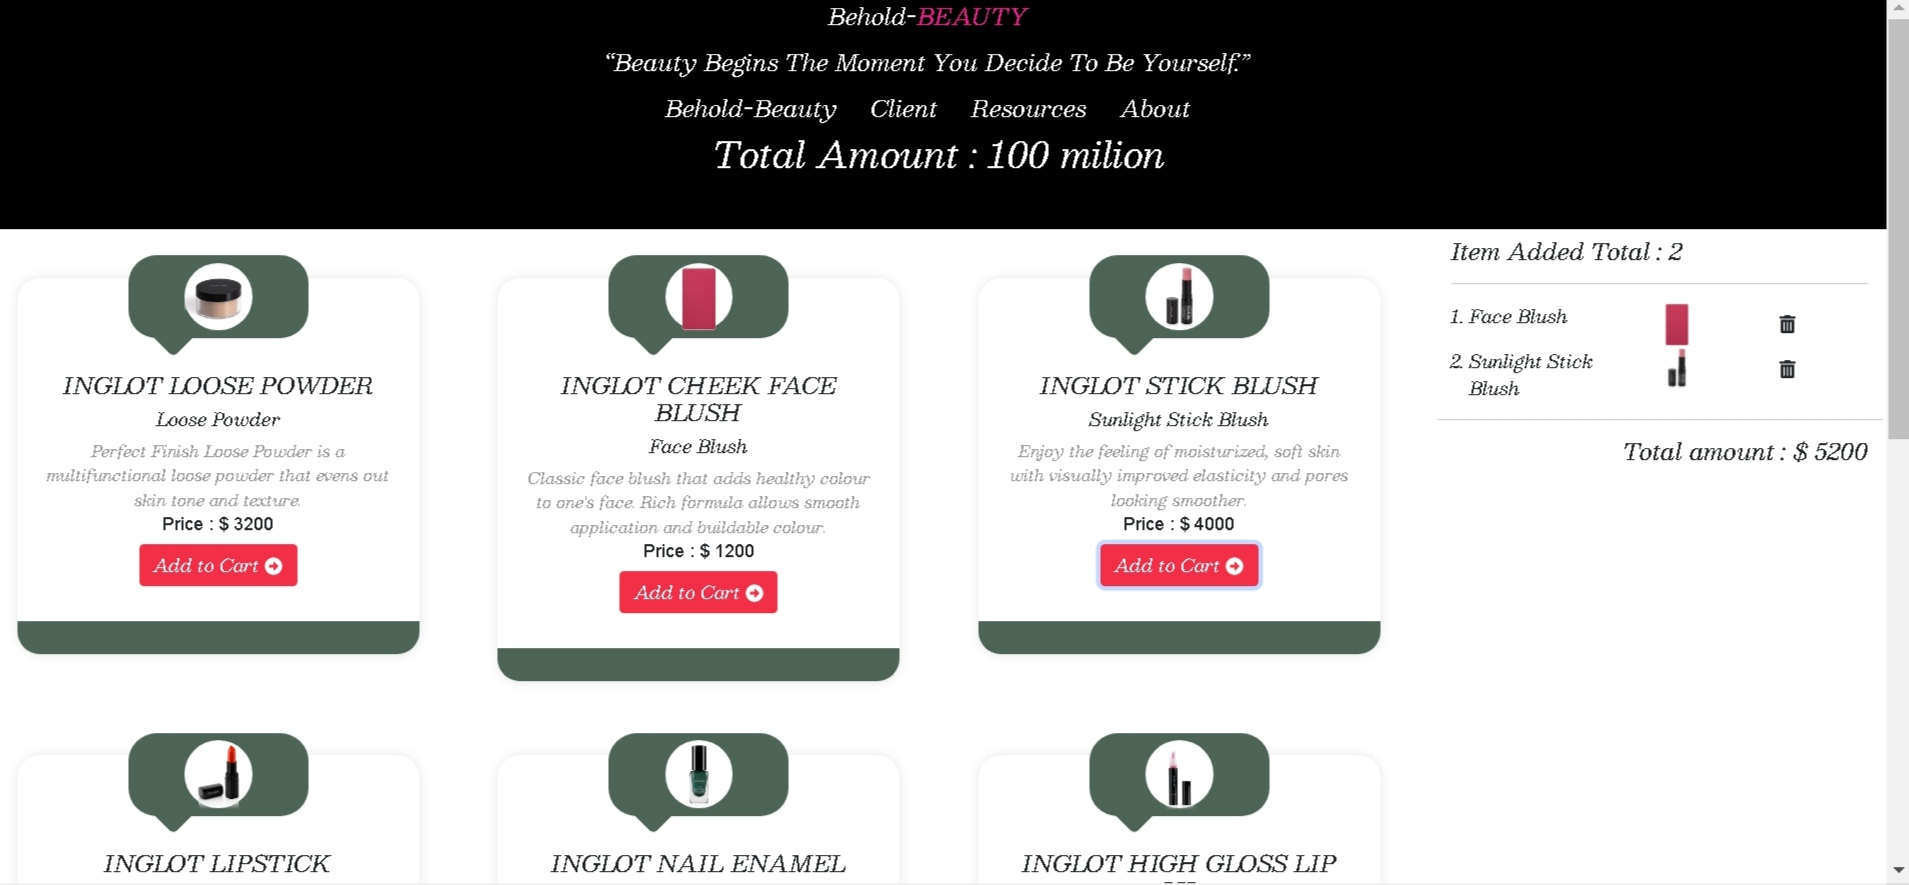 Behold-BEAUTY
“Beauty Begins The Moment You Decide To Be Yourself.”
Behold-Beauty Client Resources About
Total Amount : 100 milion
INGLOT LOOSE POWDER
Loose Powder
Perfect Finish Loose Powder is a
multifunctional loose powder that evens out
skin tone and texture.
Price : $ 3200
Add to Cart
INGLOT CHEEK FACE
BLUSH
Face Blush
Classic face blush that adds healthy colour
to one's face. Rich formula allows smooth
application and buildable colour.
Price : $ 1200
Add to Cart
INGLOT STICK BLUSH
Sunlight Stick Blush
Enjoy the feeling of moisturized, soft skin
with visually improved elasticity and pores
looking smoother.
Price : $ 4000
Add to Cart
Item Added Total : 2
1. Face Blush
2. Sunlight Stick
Blush
Total amount : $ 5200
INGLOT LIPSTICK
INGLOT NAIL ENAMEL
INGLOT HIGH GLOSS LIP